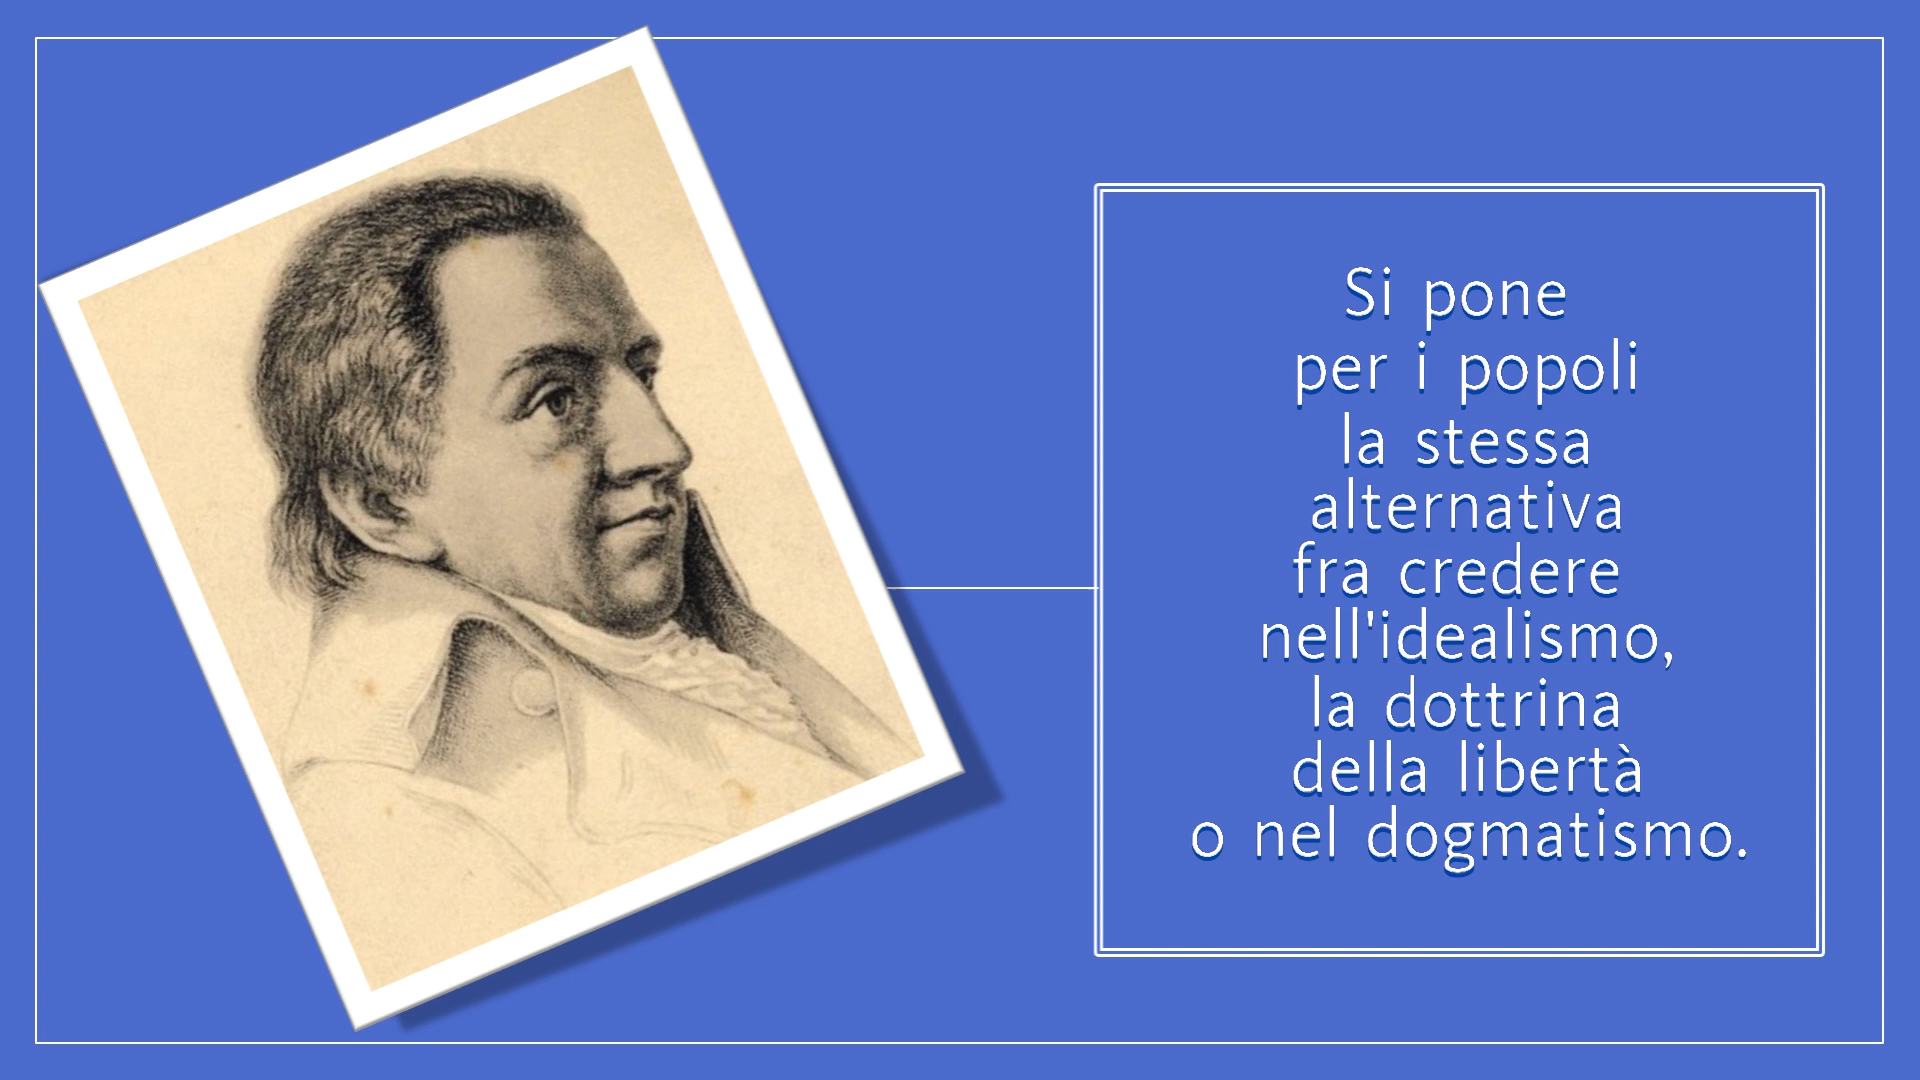 Si pone
per i popoli
la stessa
alternativa
fra credere
nell'idealismo,
la dottrina
della libertà
o nel dogmatismo.